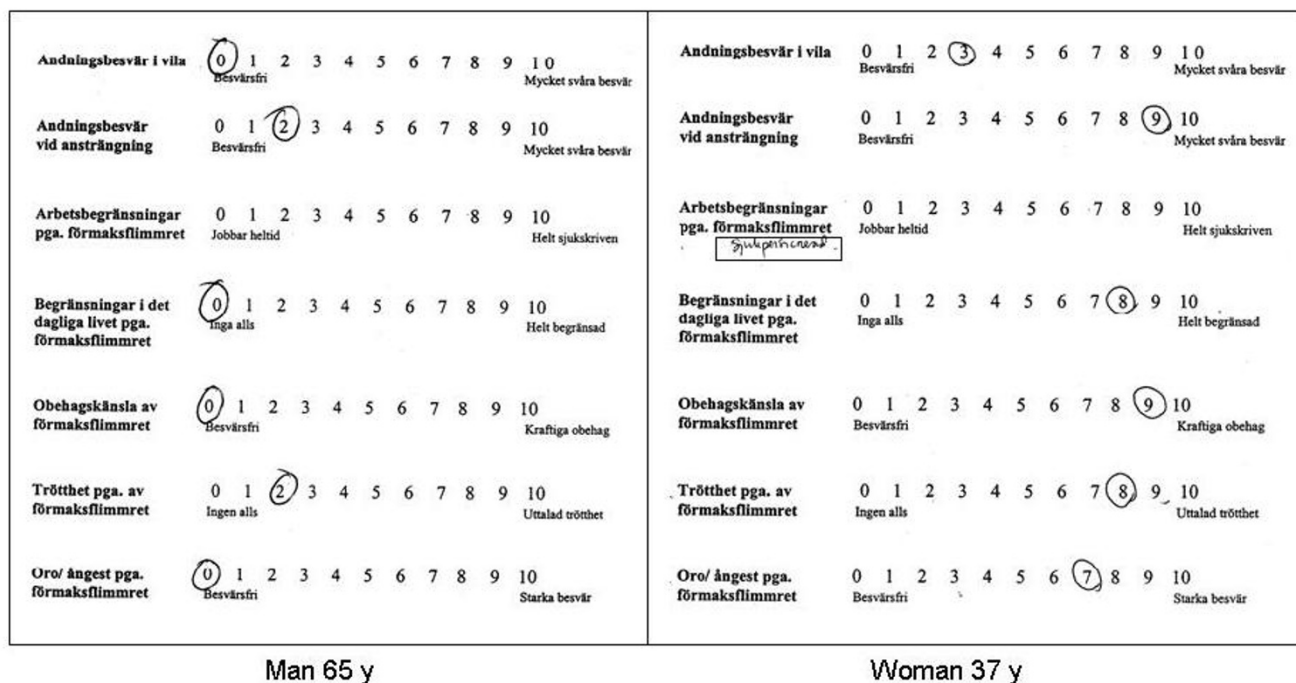 Andningsbesvär i vila 0 1 2 3 4 5 6 7 8 9 10
Besvärsfri Mycket svåra besvär
Andningsbesvär
vid ansträngning 0 1 2 3 4 5 6 7 8 9 10
Besvärsfri Mycket svåra besvär
Arbetsbegränsningar 0 1 2 3 4 5 6 7 8 9 10
pga. förmaksflimmret Jobbar heltid Helt sjukskriven
Begränsningar i det 0 1 2 3 4 5 6 7 8 9 10
dagliga livet pga. Inga alls Helt begränsad
förmaksflimmret
Obehagskänsla av 0 1 2 3 4 5 6 7 8 9 10
förmaksflimmret Besvärsfri Kraftiga obehag
Trötthet pga. av 0 1 2 3 4 5 6 7 8 9 10
förmaksflimmret Ingen alls Uttalad trötthet
Oro/ ångest pga. 0 1 2 3 4 5 6 7 8 9 10
förmaksflimmret Besvärsfri Starka besvär
Man 65 y
Andningsbesvär i vila 0 1 2 3 4 5 6 7 8 9 10
Besvärsfri Mycket svåra besvär
Andningsbesvär 0 1 2 3 4 5 6 7 8 9 10
vid ansträngning Besvärsfri Mycket svåra besvär
Arbetsbegränsningar 0 1 2 3 4 5 6 7 8 9 10
pga. förmaksflimmret Jobbar heltid Helt sjukskriven
Begränsningar i det 0 1 2 3 4 5 6 7 8 9 10
dagliga livet pga. Inga alls Helt begränsad
förmaksflimmret
Obehagskänsla av 0 1 2 3 4 5 6 7 8 9 10
förmaksflimmret Besvärsfri Kraftiga obehag
Trötthet pga. av 0 1 2 3 4 5 6 7 8 9 10
förmaksflimmret Ingen alls Uttalad trötthet
Oro/ ångest pga. 0 1 2 3 4 5 6 7 8 9 10
förmaksflimmret Besvärsfri Starka besvär
Woman 37 y